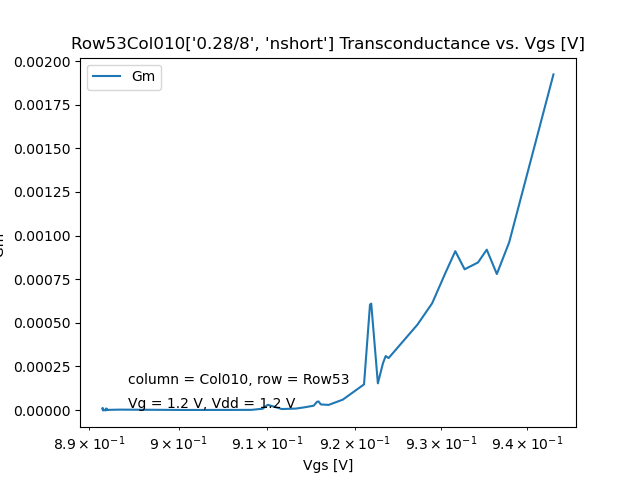 Row53Col010['0.28/8', 'nshort'] Transconductance vs. Vgs [V]
Gm
0.00200
0.00175
0.00150
0.00125
0.00100
0.00075
0.00050
0.00025
0.00000
Gm
column = Col010, row = Row53
Vg = 1.2 V, Vdd = 1.2 V
8.9 × 10⁻¹ 9 × 10⁻¹ 9.1 × 10⁻¹ 9.2 × 10⁻¹ 9.3 × 10⁻¹ 9.4 × 10⁻¹
Vgs [V]